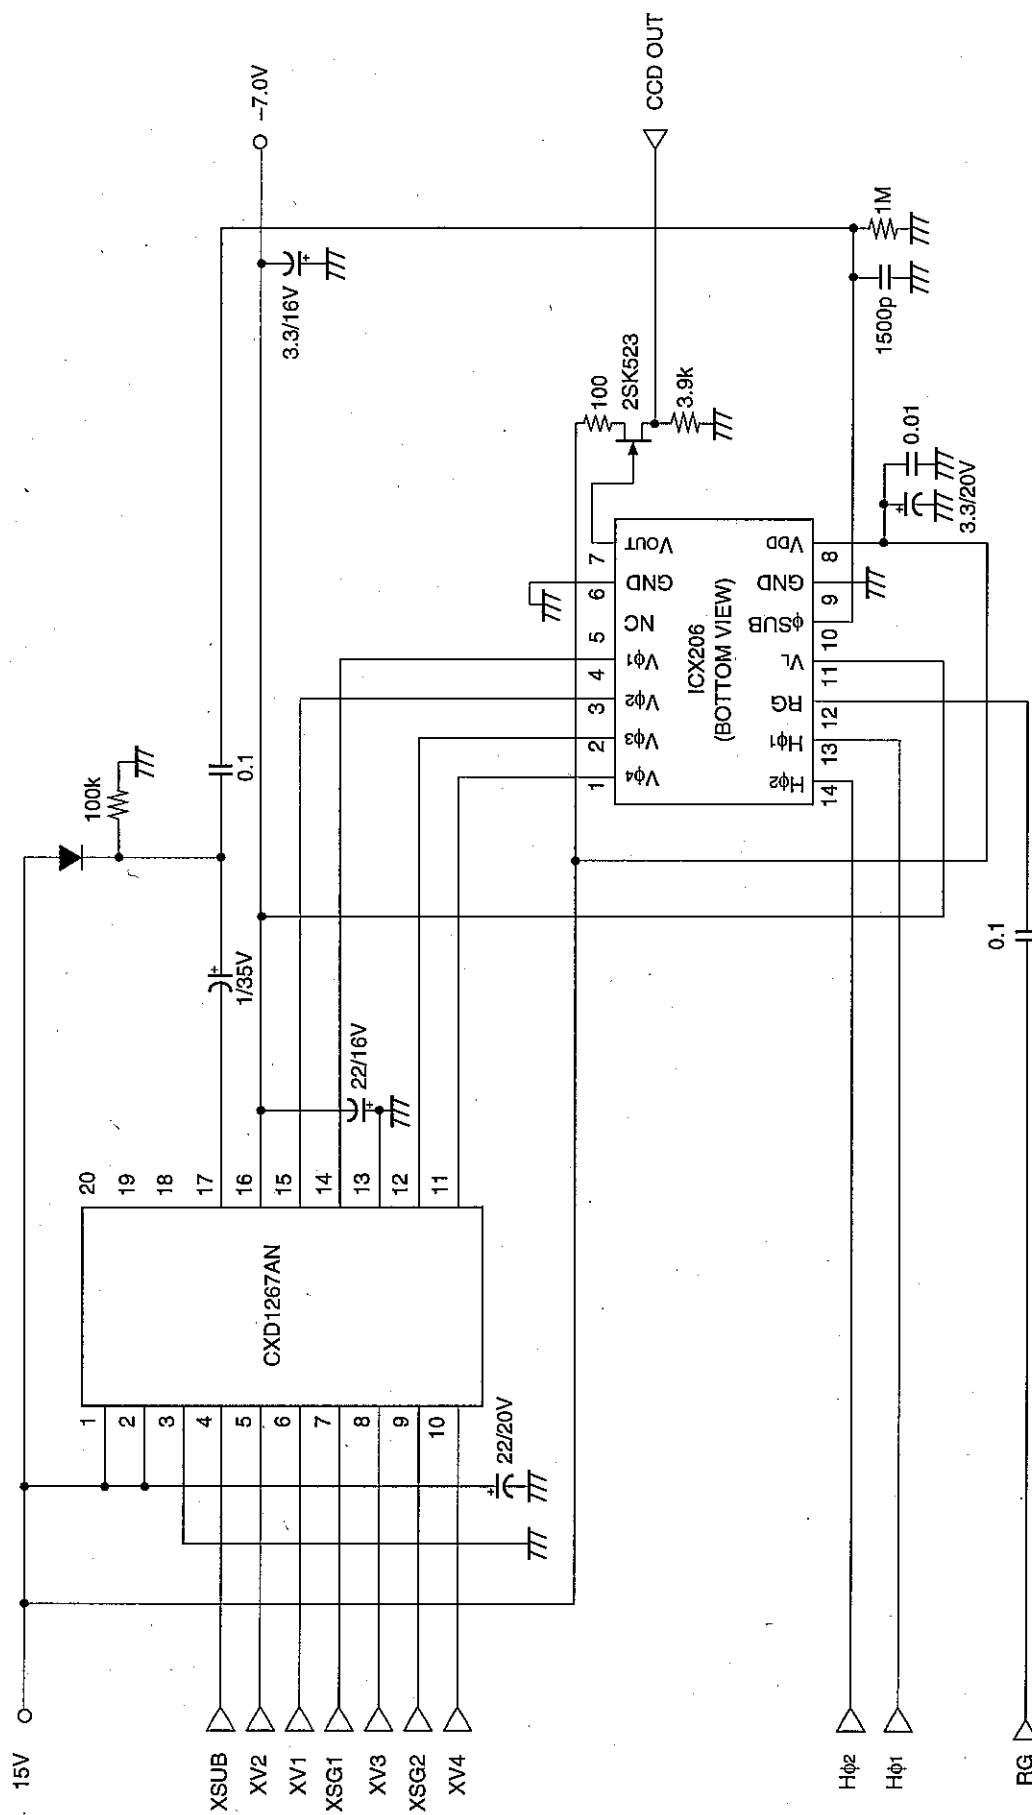 15V
XSUB
XV2
XV1
XSG1
XV3
XSG2
XV4
Hϕ2
Hϕ1
RG
22/20V
1
2
3
4
5
6
7
8
9
10
CXD1267AN
20
19
18
17
16
15
14
13
12
11
22/16V
1/35V
100k
0.1
3.3/16V
–7.0V
1
2
3
4
5
6
7
Vϕ4
Vϕ3
Vϕ2
Vϕ1
NC
GND
VOUT
ICX206
(BOTTOM VIEW)
Hϕ2
Hϕ1
RG
VL
ϕSUB
GND
VDD
14
13
12
11
10
9
8
100
2SK523
3.9k
CCD OUT
3.3/20V
0.01
1500p
1M
0.1